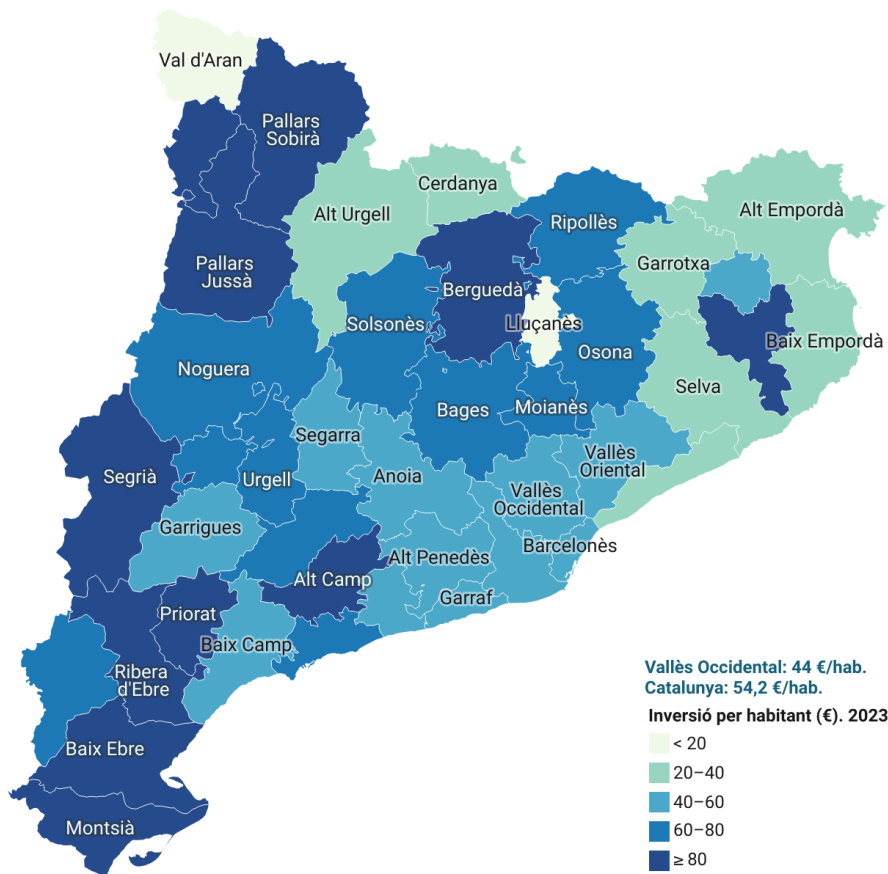 Val d'Aran
Pallars
Sobirà
Cerdanya
Alt Urgell
Ripollès
Alt Empordà
Garrotxa
Pallars
Jussà
Berguedà
Lluçanès
Solsonès
Baix Empordà
Osona
Noguera
Selva
Bages
Moianès
Segarra
Vallès
Oriental
Segrià
Urgell
Anoia
Vallès
Occidental
Garrigues
Barcelonès
Alt Penedès
Alt Camp
Garraf
Priorat
Baix Camp
Ribera
d'Ebre
Baix Ebre
Montsià
Vallès Occidental: 44 €/hab.
Catalunya: 54,2 €/hab.
Inversió per habitant (€). 2023
< 20
20–40
40–60
60–80
≥ 80